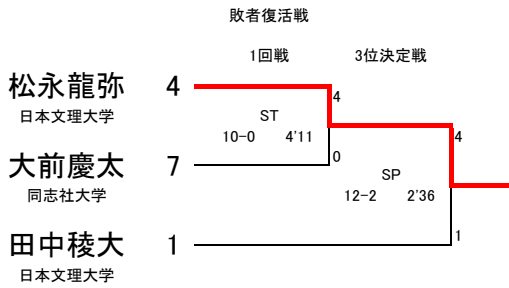 敗者復活戦
1回戦 3位決定戦
松永龍弥 4
日本文理大学
4
ST
10-0 4'11
0
大前慶太 7
同志社大学
4
SP
12-2 2'36
1
田中稜大 1
日本文理大学